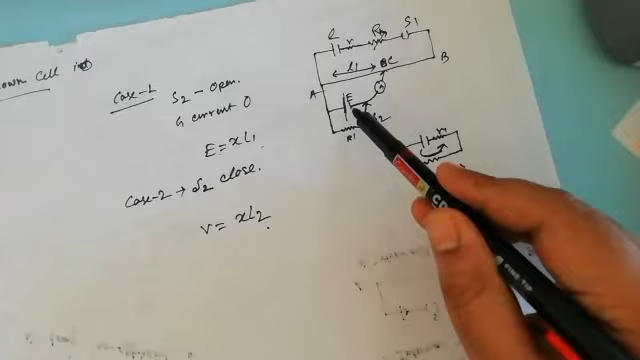 own Cell
Case-1 S2 - Open.
G current 0
E = xL1
Case-2 → S2 close.
V = xL2
r
Rh
S1
l1
C
B
A
E
S2
R1